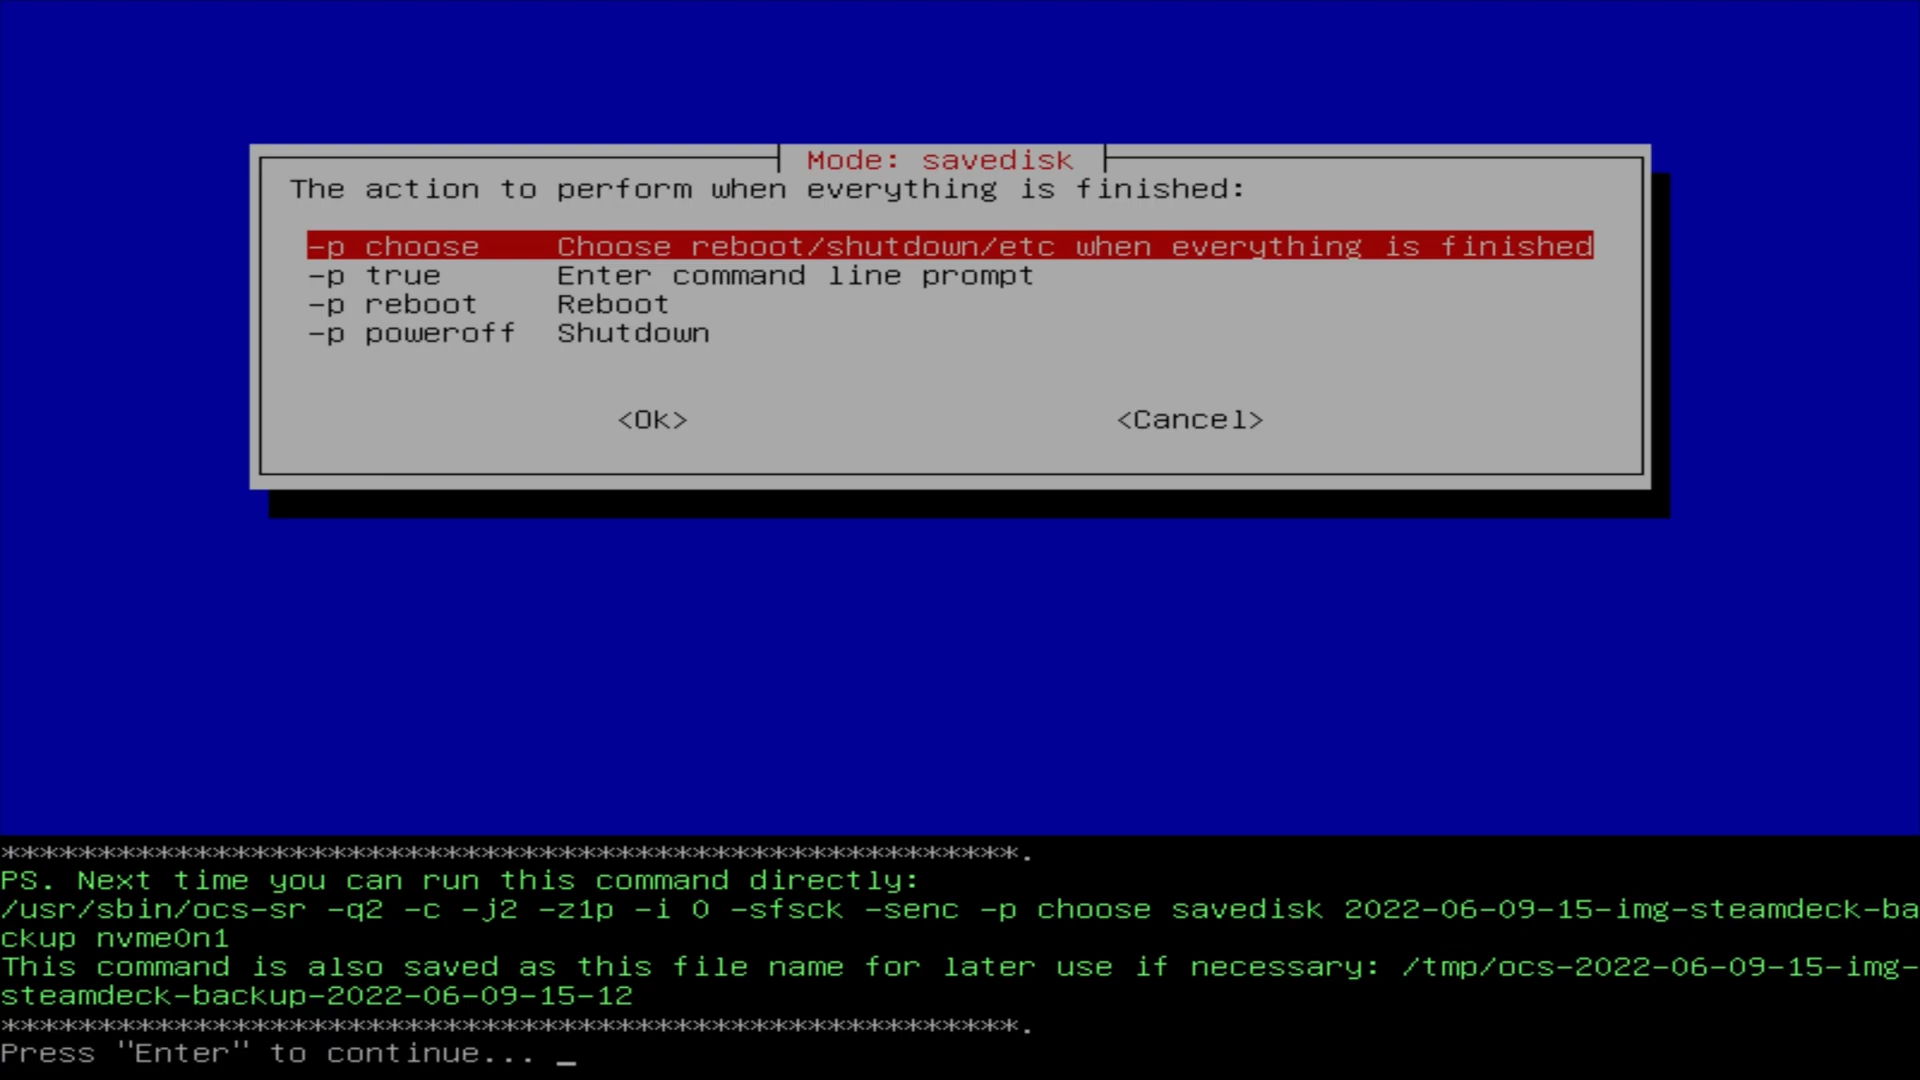 Mode: savedisk
The action to perform when everything is finished:
-p choose Choose reboot/shutdown/etc when everything is finished
-p true Enter command line prompt
-p reboot Reboot
-p poweroff Shutdown
<Ok> <Cancel>
*****************************************************.
PS. Next time you can run this command directly:
/usr/sbin/ocs-sr -q2 -c -j2 -z1p -i 0 -sfsck -senc -p choose savedisk 2022-06-09-15-img-steamdeck-ba
ckup nvme0n1
This command is also saved as this file name for later use if necessary: /tmp/ocs-2022-06-09-15-img-
steamdeck-backup-2022-06-09-15-12
*****************************************************.
Press "Enter" to continue... _